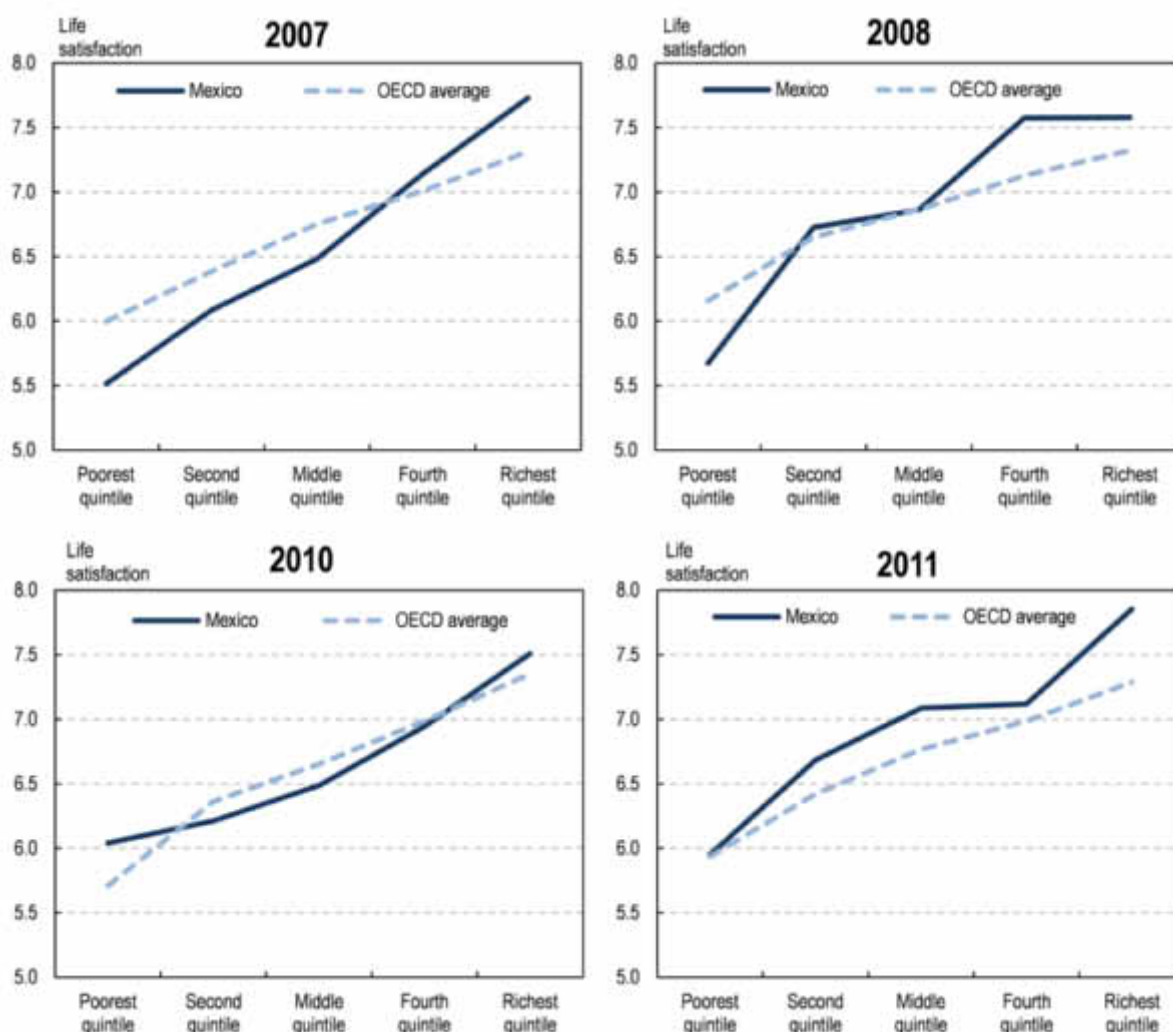 Life
satisfaction
2007
Mexico
OECD average
8.0
7.5
7.0
6.5
6.0
5.5
5.0
Poorest
quintile
Second
quintile
Middle
quintile
Fourth
quintile
Richest
quintile
Life
satisfaction
2008
Mexico
OECD average
8.0
7.5
7.0
6.5
6.0
5.5
5.0
Poorest
quintile
Second
quintile
Middle
quintile
Fourth
quintile
Richest
quintile
Life
satisfaction
2010
Mexico
OECD average
8.0
7.5
7.0
6.5
6.0
5.5
5.0
Poorest
quintile
Second
quintile
Middle
quintile
Fourth
quintile
Richest
quintile
Life
satisfaction
2011
Mexico
OECD average
8.0
7.5
7.0
6.5
6.0
5.5
5.0
Poorest
quintile
Second
quintile
Middle
quintile
Fourth
quintile
Richest
quintile